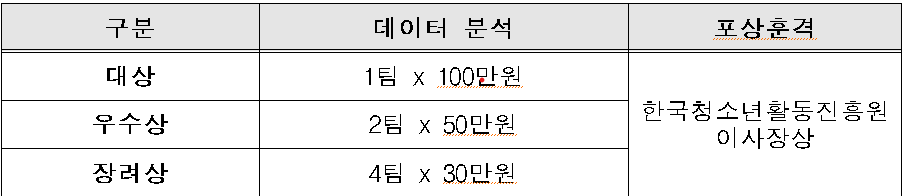 구분 데이터 분석 포상훈격
대상 1팀 x 100만원
우수상 2팀 x 50만원
장려상 4팀 x 30만원
한국청소년활동진흥원
이사장상